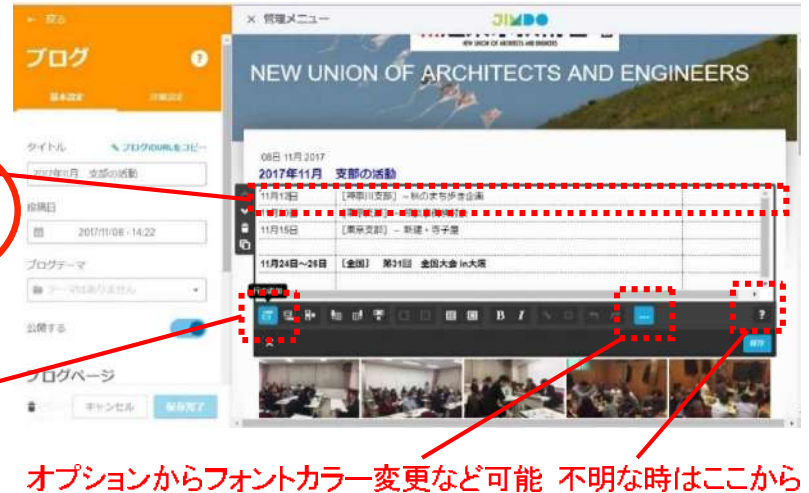 ← 戻る
× 管理メニュー
JIMDO
ブログ
?
NEW UNION OF ARCHITECTS AND ENGINEERS
NEW UNION OF ARCHITECTS AND ENGINEERS
基本設定
詳細設定
タイトル
ブログのURLをコピー
2017年11月 支部の活動
投稿日
2017/11/08 - 14:22
ブログテーマ
テーマはありません
公開する
ブログページ
キャンセル
保存完了
08日 11月 2017
2017年11月 支部の活動
11月12日 [神奈川支部] – 秋のまち歩き企画
11月15日 [東京支部] – 新建・寺子屋
11月24日～26日 [全国] 第31回 全国大会 in大阪
B I
?
保存
オプションからフォントカラー変更など可能 不明な時はここから